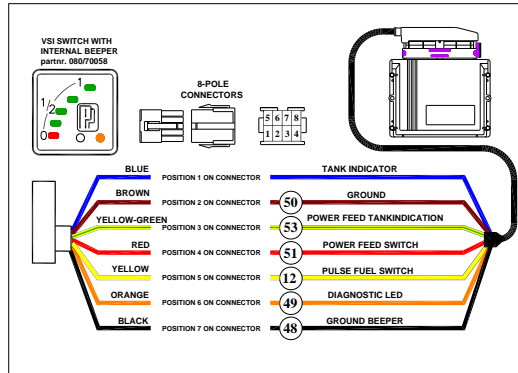 VSI SWITCH WITH
INTERNAL BEEPER
partnr. 080/70058
1
1/2
0
8-POLE
CONNECTORS
5 6 7 8
1 2 3 4
BLUE POSITION 1 ON CONNECTOR TANK INDICATOR
BROWN POSITION 2 ON CONNECTOR 50 GROUND
YELLOW-GREEN POSITION 3 ON CONNECTOR 53 POWER FEED TANKINDICATION
RED POSITION 4 ON CONNECTOR 51 POWER FEED SWITCH
YELLOW POSITION 5 ON CONNECTOR 12 PULSE FUEL SWITCH
ORANGE POSITION 6 ON CONNECTOR 49 DIAGNOSTIC LED
BLACK POSITION 7 ON CONNECTOR 48 GROUND BEEPER